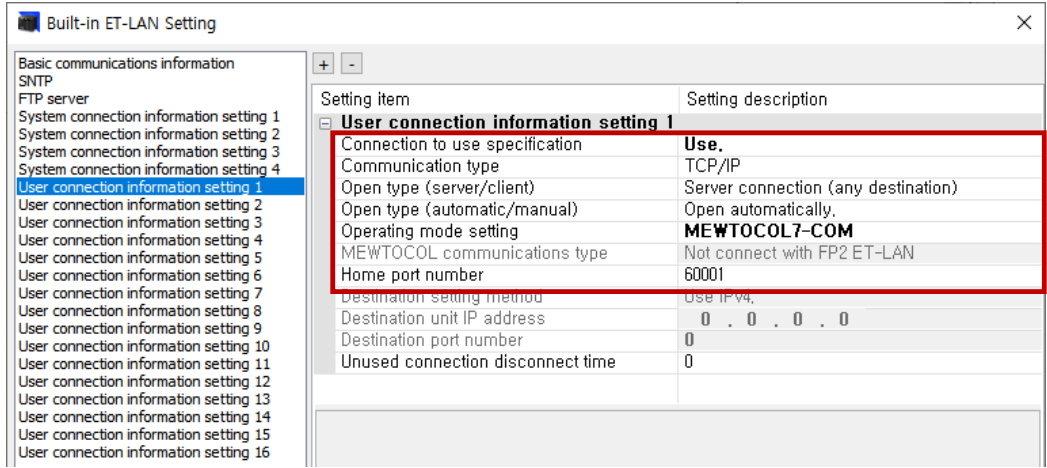 Built-in ET-LAN Setting
Basic communications information
SNTP
FTP server
System connection information setting 1
System connection information setting 2
System connection information setting 3
System connection information setting 4
User connection information setting 1
User connection information setting 2
User connection information setting 3
User connection information setting 4
User connection information setting 5
User connection information setting 6
User connection information setting 7
User connection information setting 8
User connection information setting 9
User connection information setting 10
User connection information setting 11
User connection information setting 12
User connection information setting 13
User connection information setting 14
User connection information setting 15
User connection information setting 16
+ -
Setting item Setting description
User connection information setting 1
Connection to use specification Use.
Communication type TCP/IP
Open type (server/client) Server connection (any destination)
Open type (automatic/manual) Open automatically.
Operating mode setting MEWTOCOL7-COM
MEWTOCOL communications type Not connect with FP2 ET-LAN
Home port number 60001
Destination setting method Use IPv4.
Destination unit IP address 0 . 0 . 0 . 0
Destination port number 0
Unused connection disconnect time 0